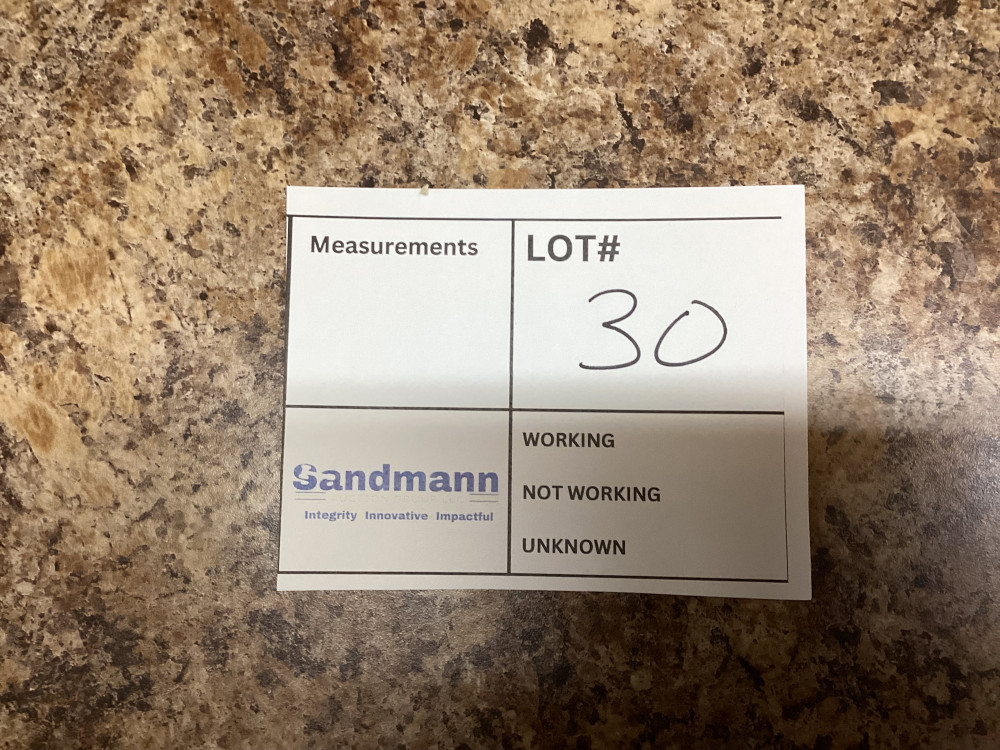 Measurements
LOT#
30
Sandmann
Integrity Innovative Impactful
WORKING
NOT WORKING
UNKNOWN